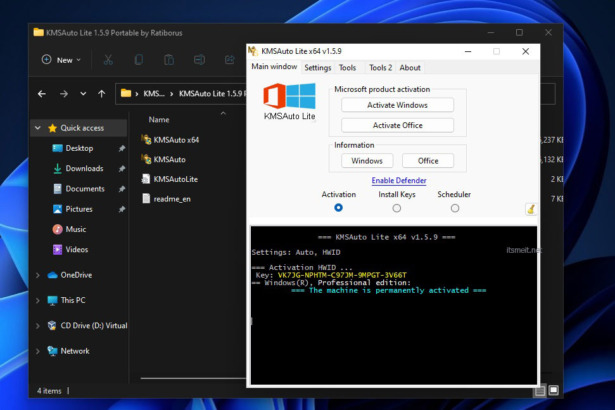 KMSAuto Lite 1.5.9 Portable by Ratiborus
New
KMS... > KMSAuto Lite 1.5.9 F
Quick access
Desktop
Downloads
Documents
Pictures
Music
Videos
OneDrive
This PC
CD Drive (D:) Virtual
Network
4 items
Name
KMSAuto x64
KMSAuto
KMSAutoLite
readme_en
,237 KE
,132 KE
2 KE
7 KE
KMSAuto Lite x64 v1.5.9
Main window Settings Tools Tools 2 About
KMSAuto Lite
Microsoft product activation
Activate Windows
Activate Office
Information
Windows Office
Enable Defender
Activation Install Keys Scheduler
=== KMSAuto Lite x64 v1.5.9 ===
itsmeit.net
Settings: Auto, HWID
=== Activation HWID ...
Key: VK7JG-NPHTM-C97JM-9MPGT-3V66T
== Windows(R), Professional edition:
=== The machine is permanently activated ===